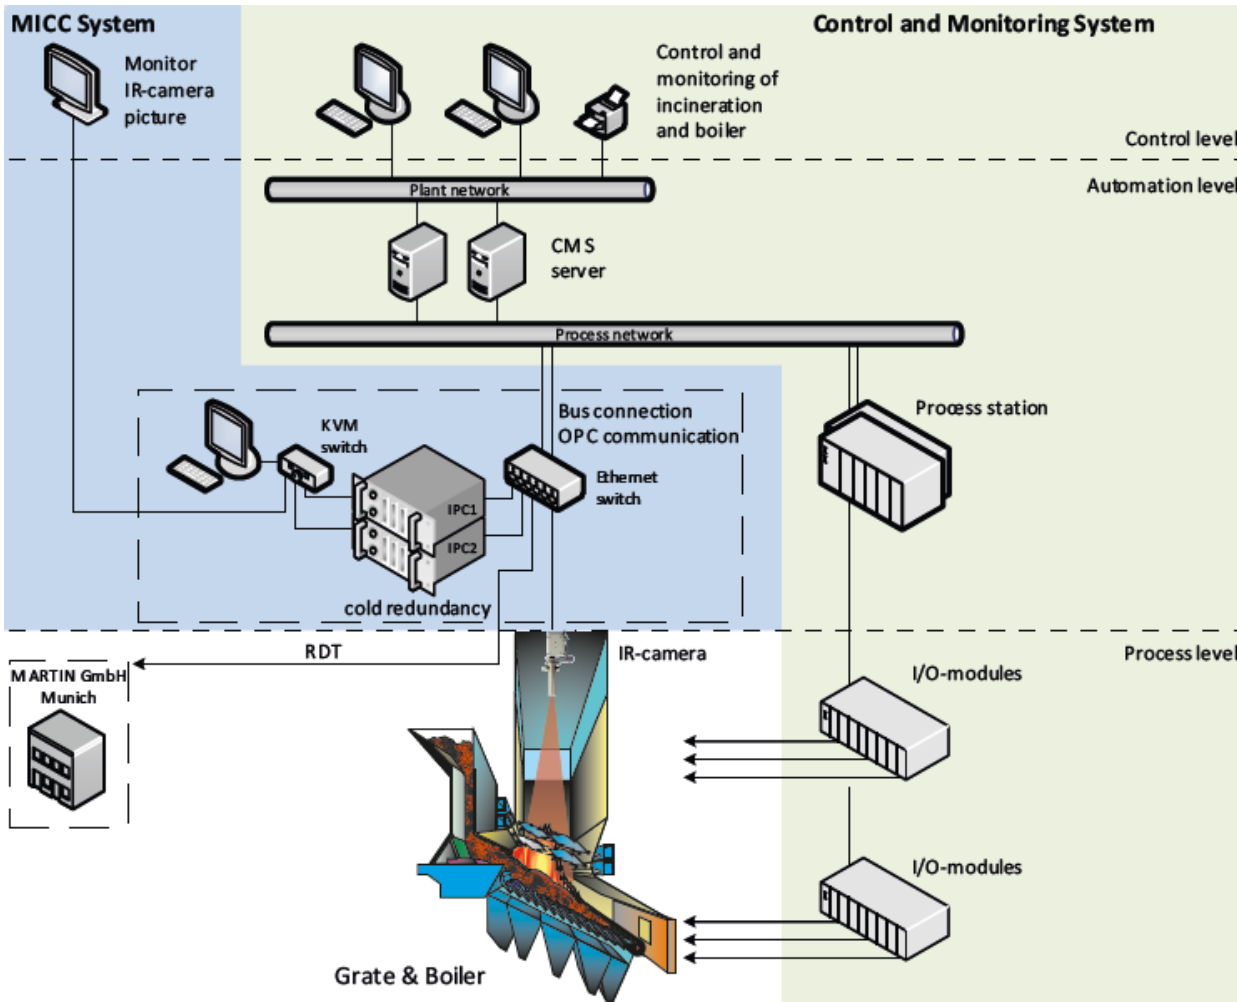 MICC System
Control and Monitoring System
Monitor
IR-camera
picture
Control and
monitoring of
incineration
and boiler
Control level
Automation level
Plant network
CMS
server
Process network
Bus connection
OPC communication
KVM
switch
Ethernet
switch
IPC1
IPC2
cold redundancy
Process station
RDT
IR-camera
Process level
MARTIN GmbH
Munich
I/O-modules
I/O-modules
Grate & Boiler